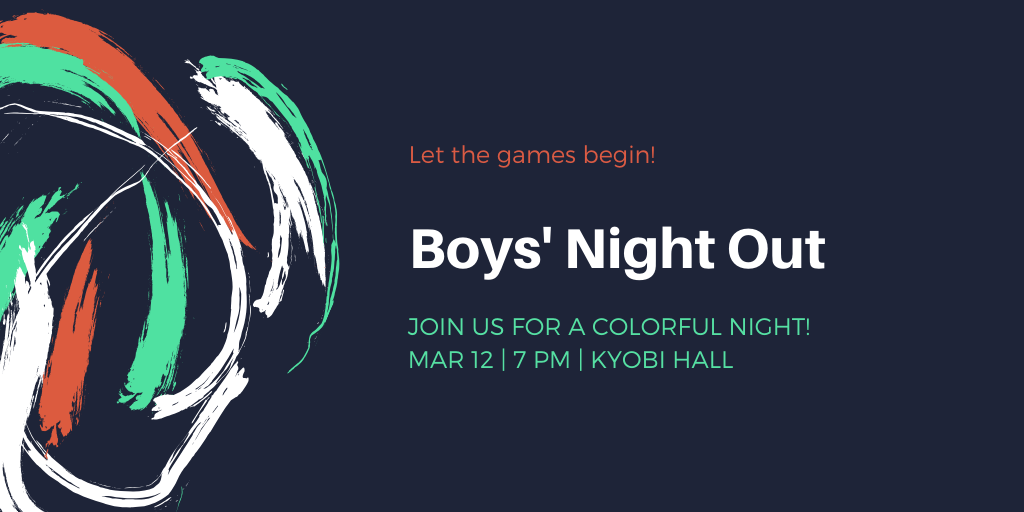 Let the games begin!
Boys' Night Out
JOIN US FOR A COLORFUL NIGHT!
MAR 12 | 7 PM | KYOBI HALL